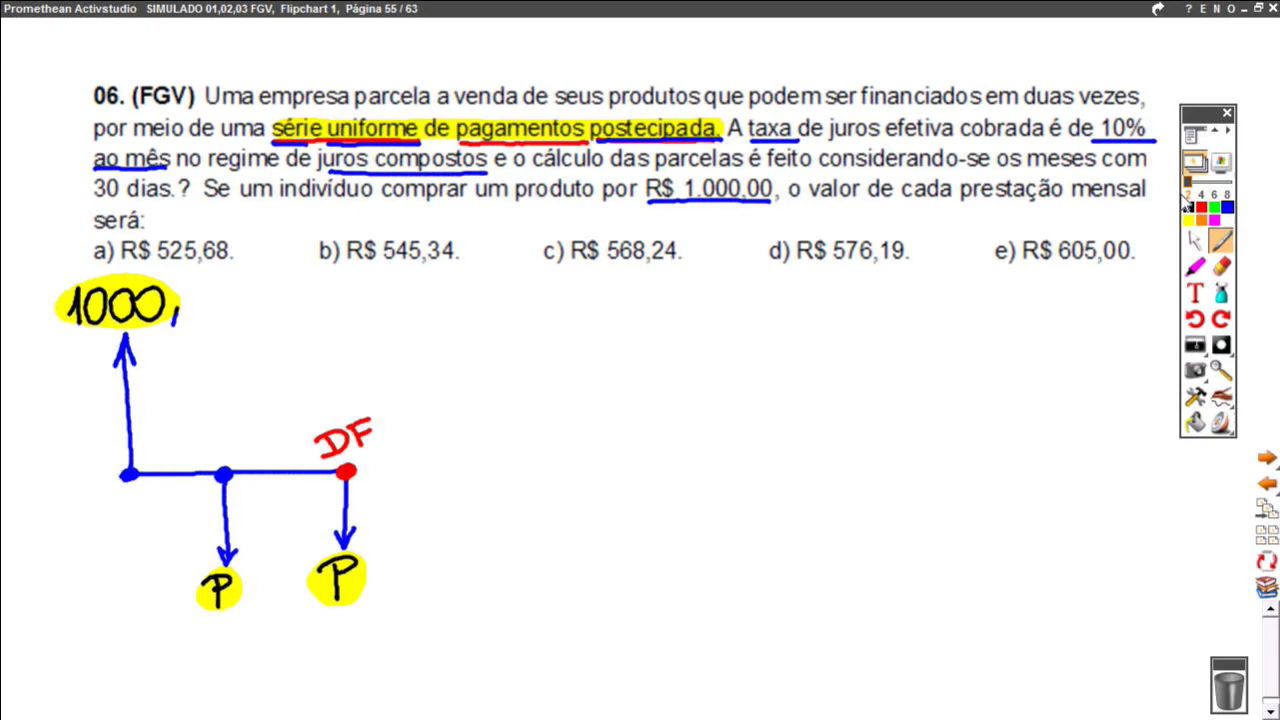 Promethean Activstudio SIMULADO 01,02,03 FGV, Flipchart 1, Página 55 / 63
? E N O
06. (FGV) Uma empresa parcela a venda de seus produtos que podem ser financiados em duas vezes,
por meio de uma série uniforme de pagamentos postecipada. A taxa de juros efetiva cobrada é de 10%
ao mês no regime de juros compostos e o cálculo das parcelas é feito considerando-se os meses com
30 dias.? Se um indivíduo comprar um produto por R$ 1.000,00, o valor de cada prestação mensal
será:
a) R$ 525,68. b) R$ 545,34. c) R$ 568,24. d) R$ 576,19. e) R$ 605,00.
1000,
DF
P P
2 4 6 8
T